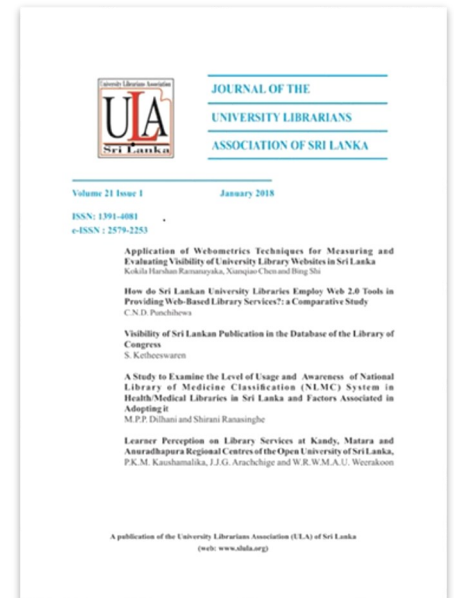 University Librarians Association
ULA
Sri Lanka
JOURNAL OF THE
UNIVERSITY LIBRARIANS
ASSOCIATION OF SRI LANKA
Volume 21 Issue 1 January 2018
ISSN: 1391-4081
e-ISSN : 2579-2253
Application of Webometrics Techniques for Measuring and
Evaluating Visibility of University Library Websites in Sri Lanka
Kokila Harshan Ramanayaka, Xianqiao Chen and Bing Shi
How do Sri Lankan University Libraries Employ Web 2.0 Tools in
Providing Web-Based Library Services?: a Comparative Study
C.N.D. Punchihewa
Visibility of Sri Lankan Publication in the Database of the Library of
Congress
S. Ketheeswaren
A Study to Examine the Level of Usage and Awareness of National
Library of Medicine Classification (NLMC) System in
Health/Medical Libraries in Sri Lanka and Factors Associated in
Adopting it
M.P.P. Dilhani and Shirani Ranasinghe
Learner Perception on Library Services at Kandy, Matara and
Anuradhapura Regional Centres of the Open University of Sri Lanka,
P.K.M. Kaushamalika, J.J.G. Arachchige and W.R.W.M.A.U. Weerakoon
A publication of the University Librarians Association (ULA) of Sri Lanka
(web: www.slula.org)